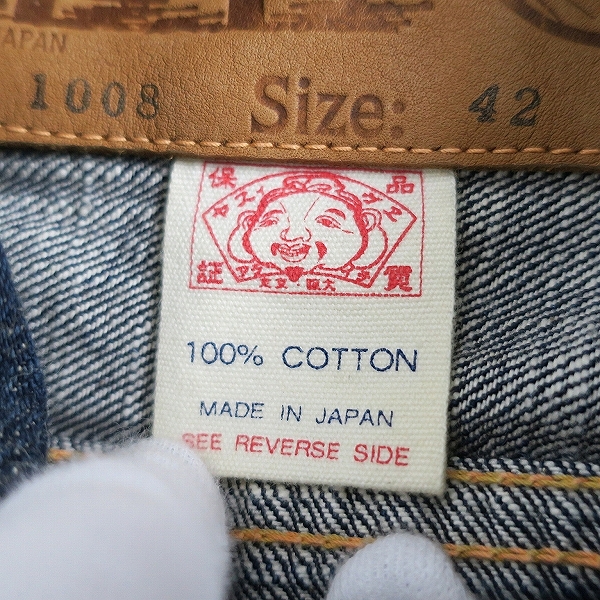 JAPAN
1008 Size: 42
保 品
証 質
100% COTTON
MADE IN JAPAN
SEE REVERSE SIDE